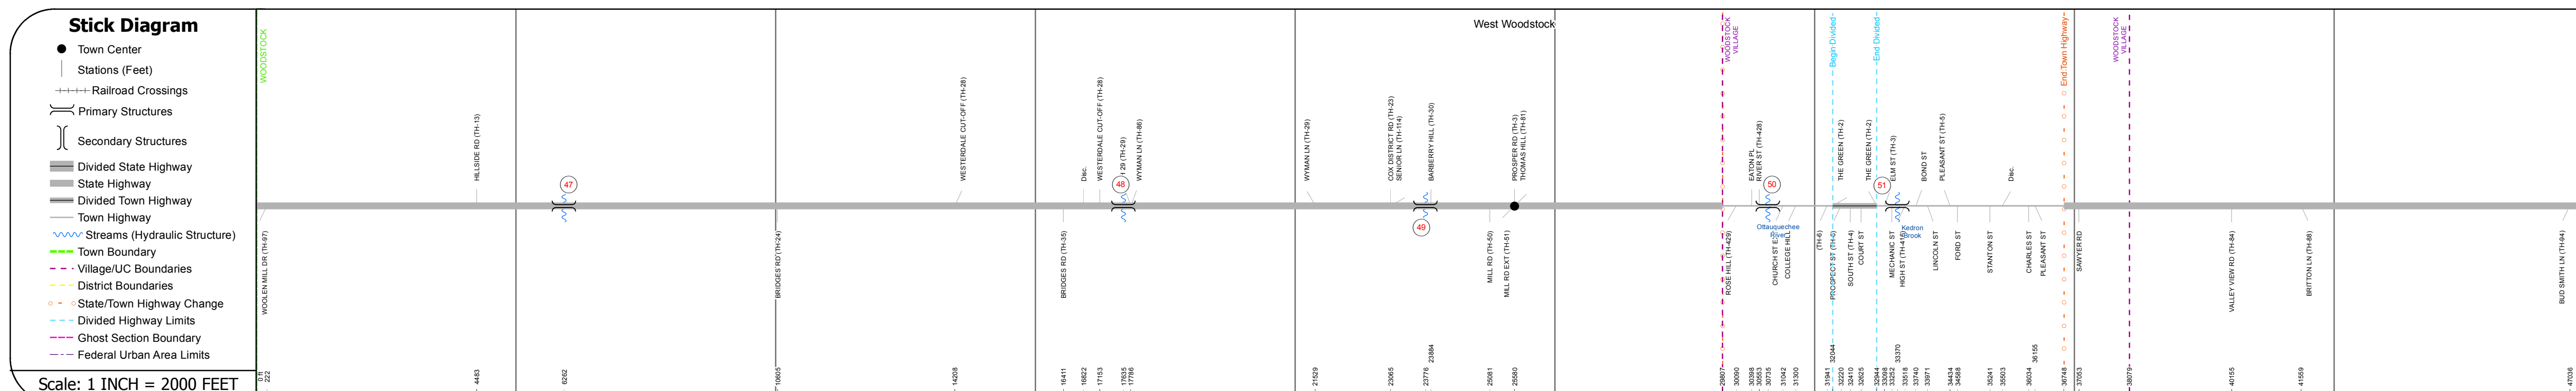 Stick Diagram
Town Center
Stations (Feet)
Railroad Crossings
Primary Structures
Secondary Structures
Divided State Highway
State Highway
Divided Town Highway
Town Highway
Streams (Hydraulic Structure)
Town Boundary
Village/UC Boundaries
District Boundaries
State/Town Highway Change
Divided Highway Limits
Ghost Section Boundary
Federal Urban Area Limits
Scale: 1 INCH = 2000 FEET
West Woodstock
WOODSTOCK
WOODSTOCK
VILLAGE
Begin Divided
End Divided
End Town Highway
WOODSTOCK
VILLAGE
HILLSIDE RD (TH-13)
WESTERDALE CUT-OFF (TH-28)
Disc.
WESTERDALE CUT-OFF (TH-28)
29 (TH-29)
WYMAN LN (TH-86)
WYMAN LN (TH-29)
COX DISTRICT RD (TH-23)
SENIOR LN (TH-114)
BARBERRY HILL (TH-30)
PROSPER RD (TH-3)
THOMAS HILL (TH-81)
EATON PL
RIVER ST (TH-428)
THE GREEN (TH-2)
THE GREEN (TH-2)
ELM ST (TH-3)
BOND ST
PLEASANT ST (TH-5)
Disc.
47
48
49
50
51
WOOLEN MILL DR (TH-97)
BRIDGES RD (TH-24)
BRIDGES RD (TH-35)
MILL RD (TH-50)
MILL RD EXT (TH-51)
ROSE HILL (TH-429)
Ottauquechee
River
CHURCH ST
COLLEGE HILL
(TH-6)
PROSPECT ST
SOUTH ST (TH-4)
COURT ST
MECHANIC ST
HIGH ST
Kedron
Brook
LINCOLN ST
FORD ST
STANTON ST
CHARLES ST
PLEASANT ST
SAWYER RD
VALLEY VIEW RD (TH-84)
BRITTON LN (TH-88)
BUD SMITH LN (TH-94)
0 ft
222
4483
6262
10605
14208
16411
16822
17153
17635
17786
21529
23065
23776
23884
25081
25580
29807
30090
30398
30553
30735
31042
31300
31941
32044
32220
32410
32625
32944
33098
33252
33370
33518
33740
33971
34434
34588
35241
35503
36034
36155
36748
37053
38079
40155
41559